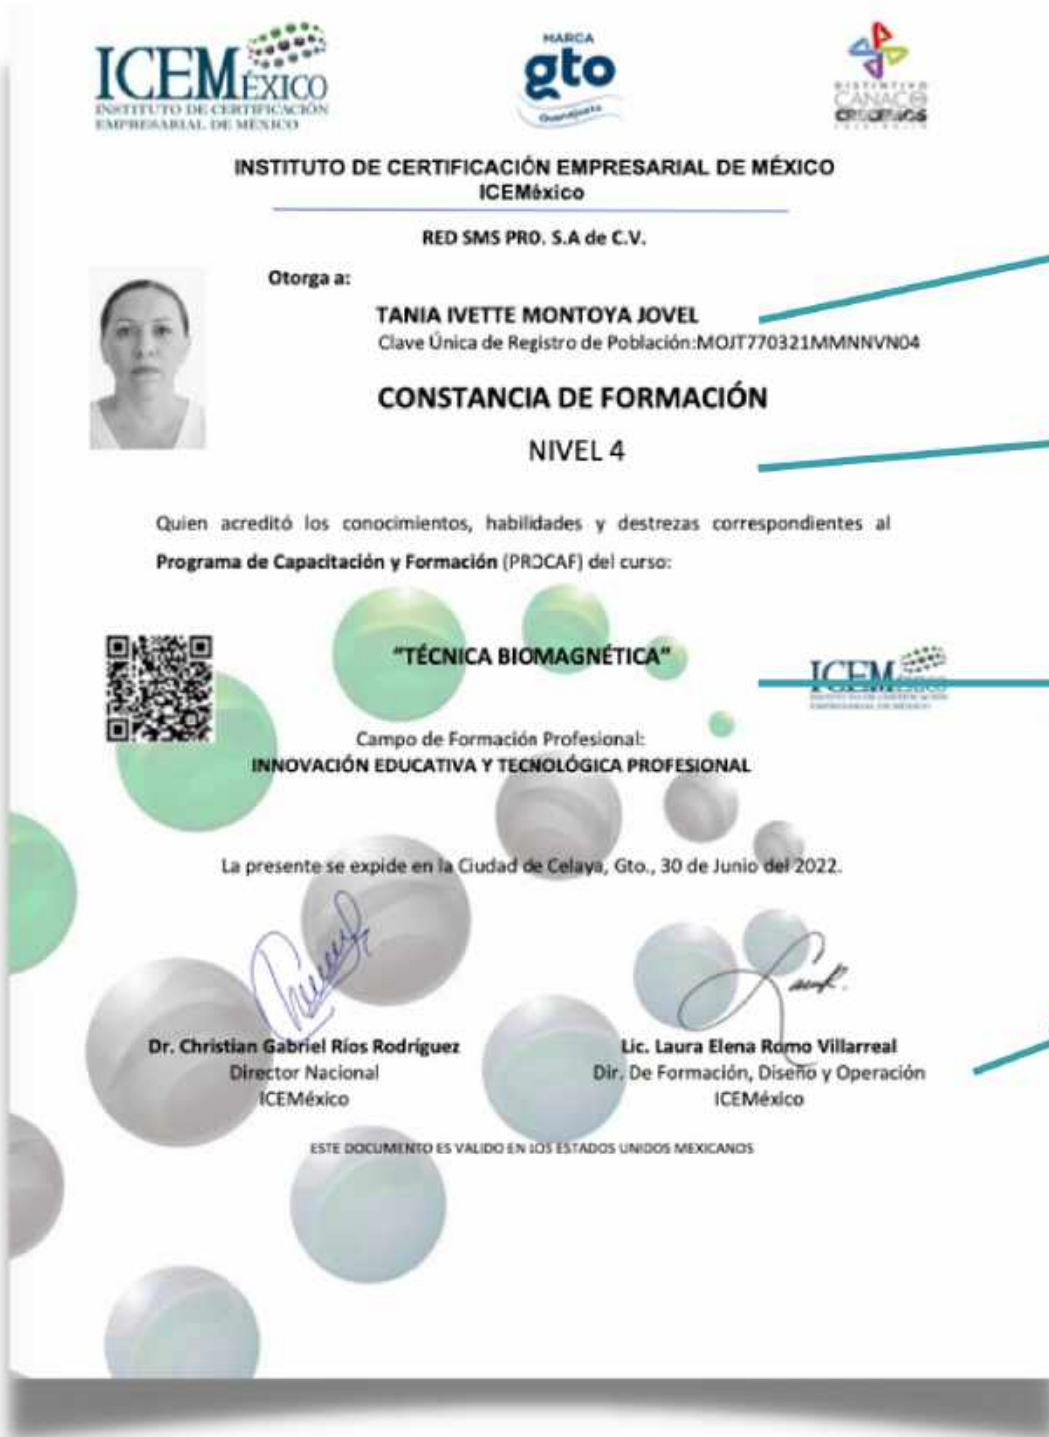 ICEMéxico
INSTITUTO DE CERTIFICACIÓN
EMPRESARIAL DE MÉXICO
MARCA
gto
Guanajuato
DISTINTIVO
CANACO
CRECEMOS
INSTITUTO DE CERTIFICACIÓN EMPRESARIAL DE MÉXICO
ICEMéxico
RED SMS PRO. S.A de C.V.
Otorga a:
TANIA IVETTE MONTOYA JOVEL
Clave Única de Registro de Población:MOJT770321MMNNVN04
CONSTANCIA DE FORMACIÓN
NIVEL 4
Quien acreditó los conocimientos, habilidades y destrezas correspondientes al
Programa de Capacitación y Formación (PROCAF) del curso:
"TÉCNICA BIOMAGNÉTICA"
ICEMéxico
Campo de Formación Profesional:
INNOVACIÓN EDUCATIVA Y TECNOLÓGICA PROFESIONAL
La presente se expide en la Ciudad de Celaya, Gto., 30 de Junio del 2022.
Dr. Christian Gabriel Ríos Rodríguez
Director Nacional
ICEMéxico
Lic. Laura Elena Romo Villarreal
Dir. De Formación, Diseño y Operación
ICEMéxico
ESTE DOCUMENTO ES VALIDO EN LOS ESTADOS UNIDOS MEXICANOS